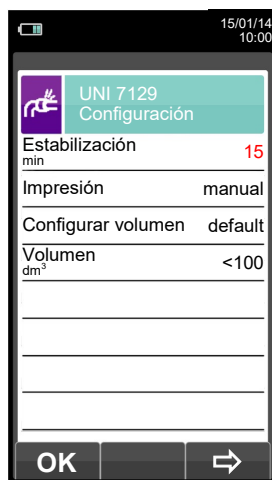 15/01/14
10:00
UNI 7129
Configuración
Estabilización 15
min
Impresión manual
Configurar volumen default
Volumen <100
dm³
OK